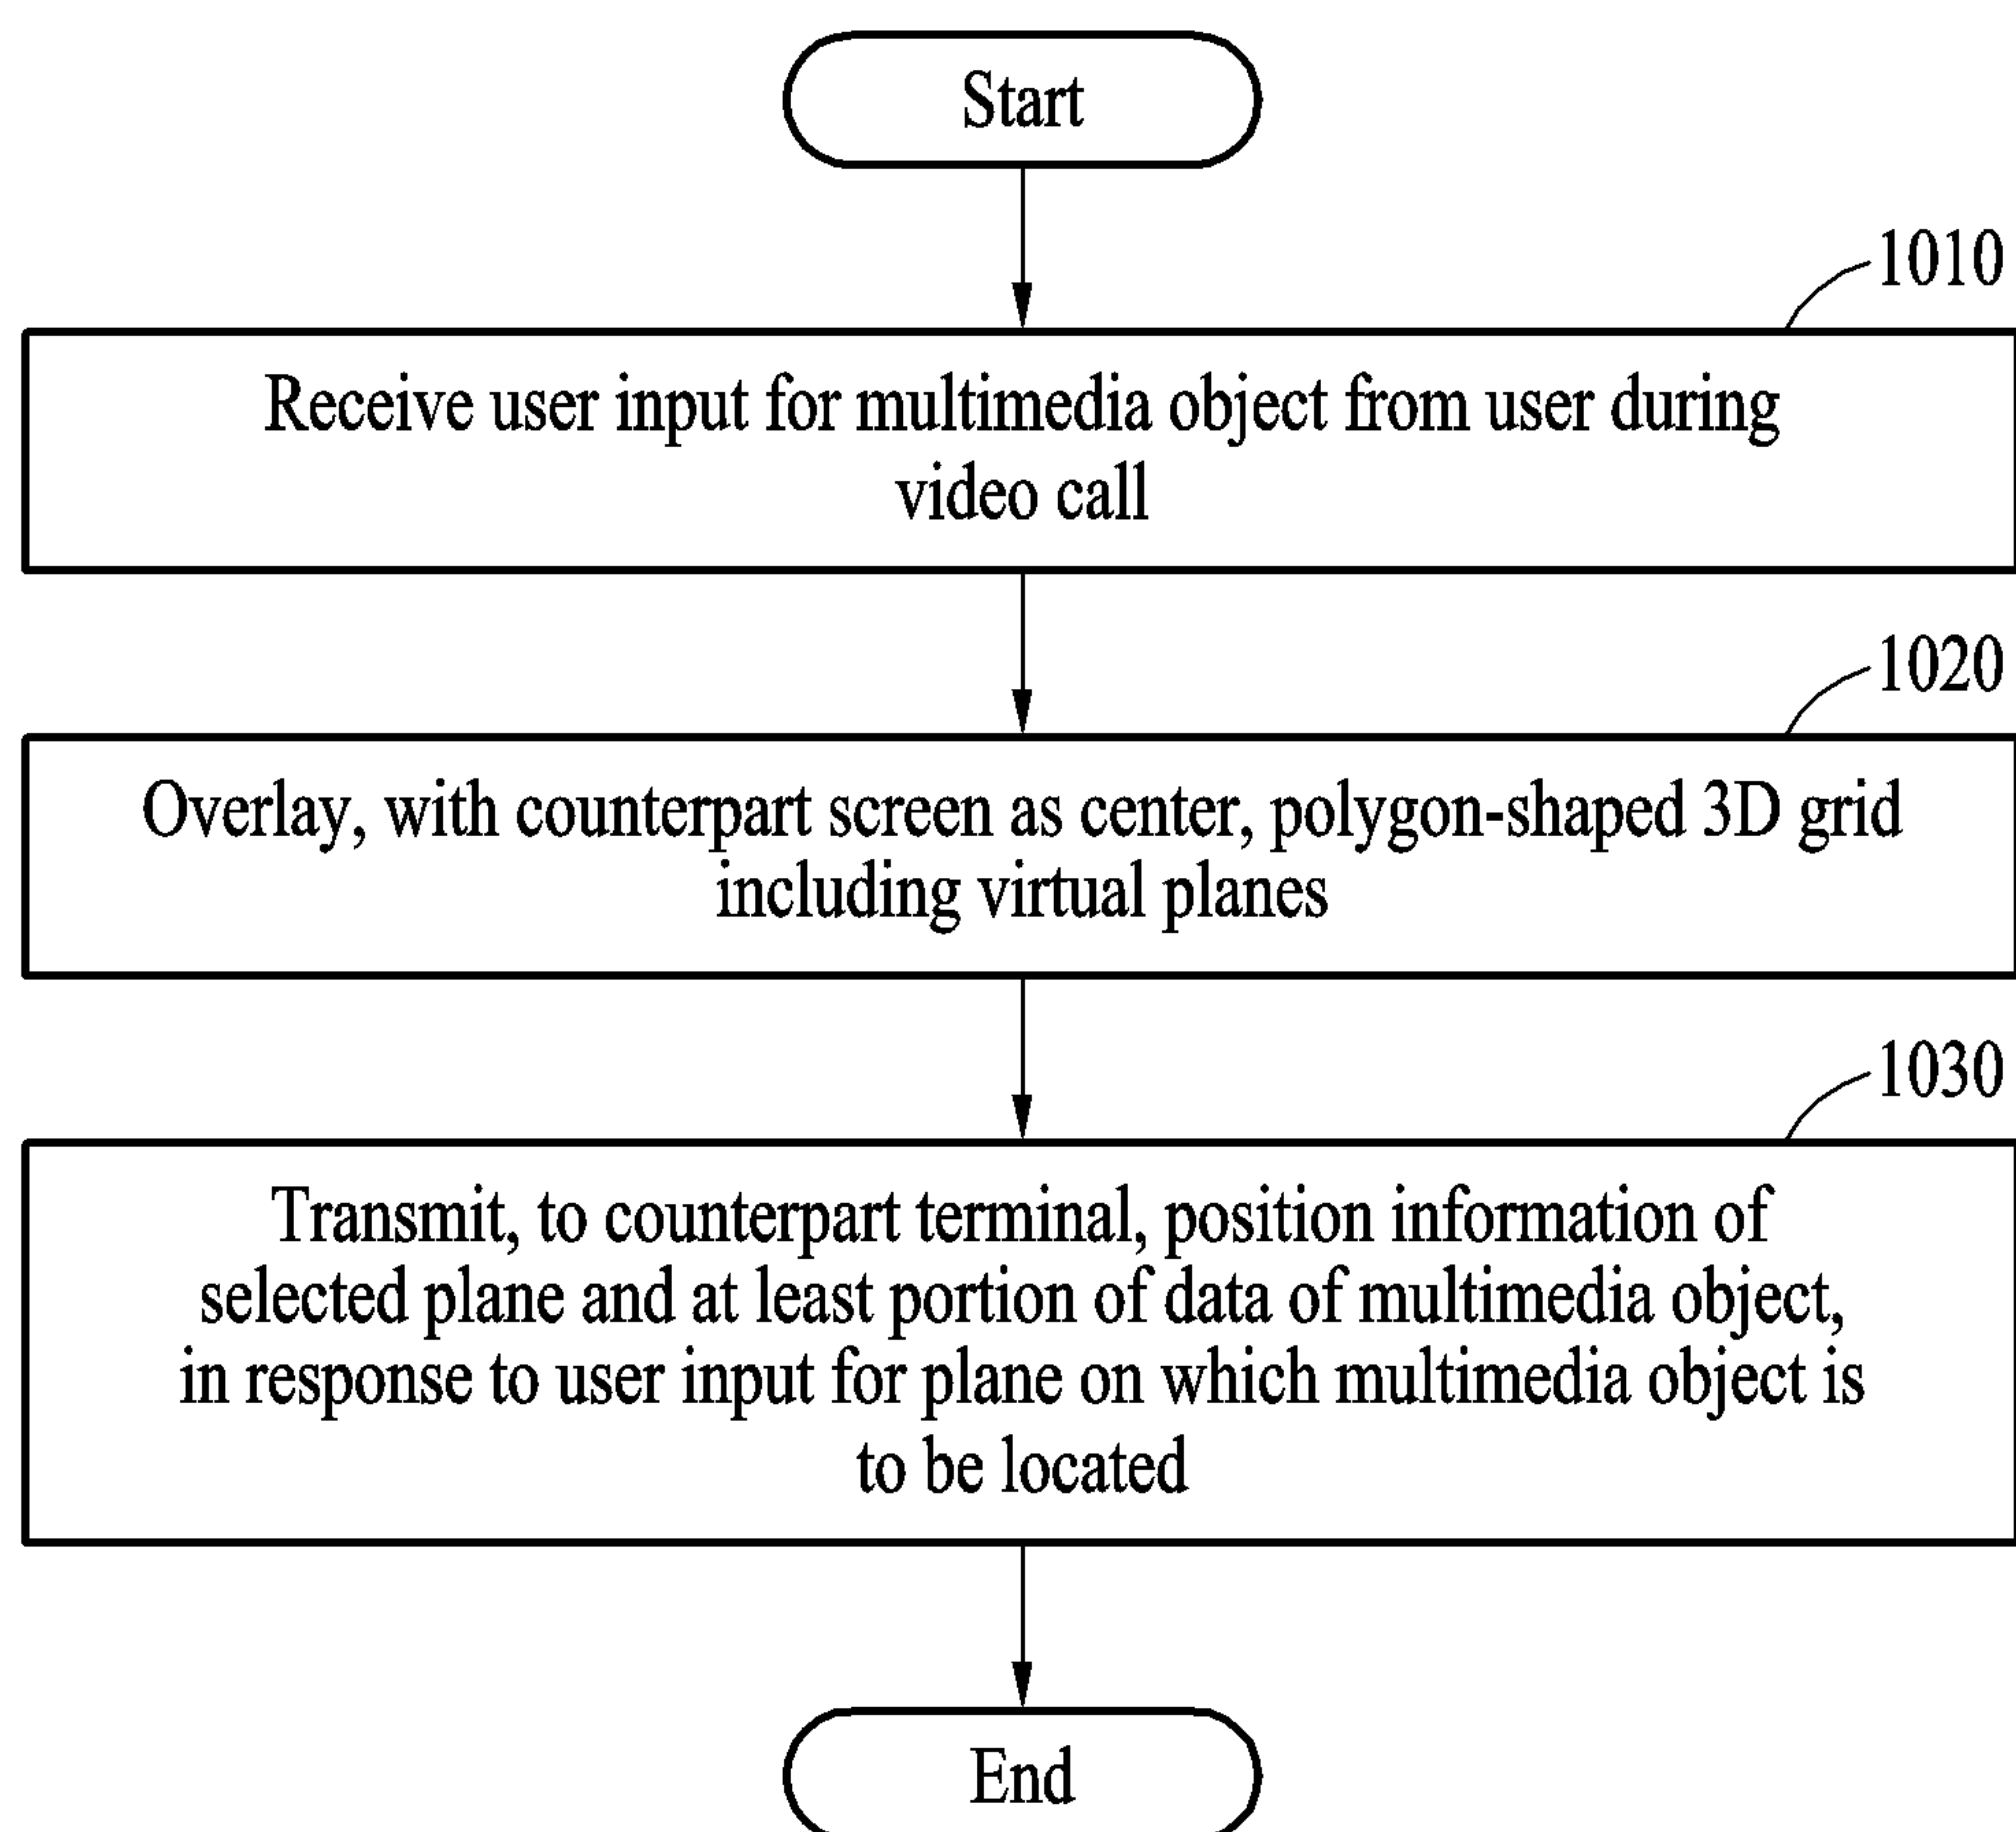 Start
1010
Receive user input for multimedia object from user during
video call
1020
Overlay, with counterpart screen as center, polygon-shaped 3D grid
including virtual planes
1030
Transmit, to counterpart terminal, position information of
selected plane and at least portion of data of multimedia object,
in response to user input for plane on which multimedia object is
to be located
End